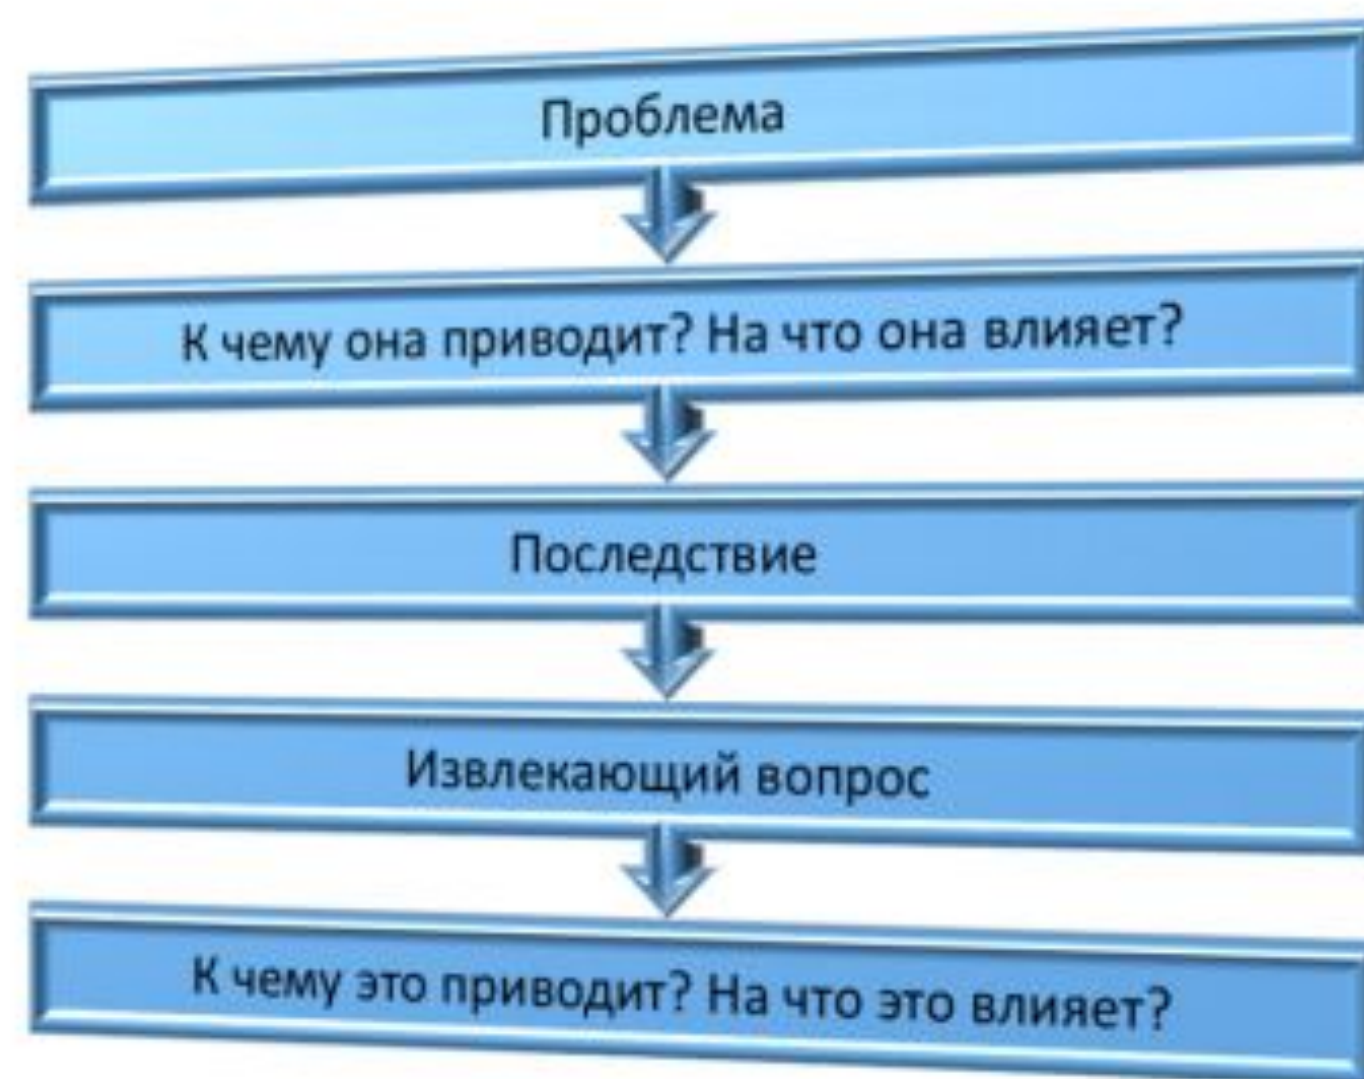 Проблема
К чему она приводит? На что она влияет?
Последствие
Извлекающий вопрос
К чему это приводит? На что это влияет?